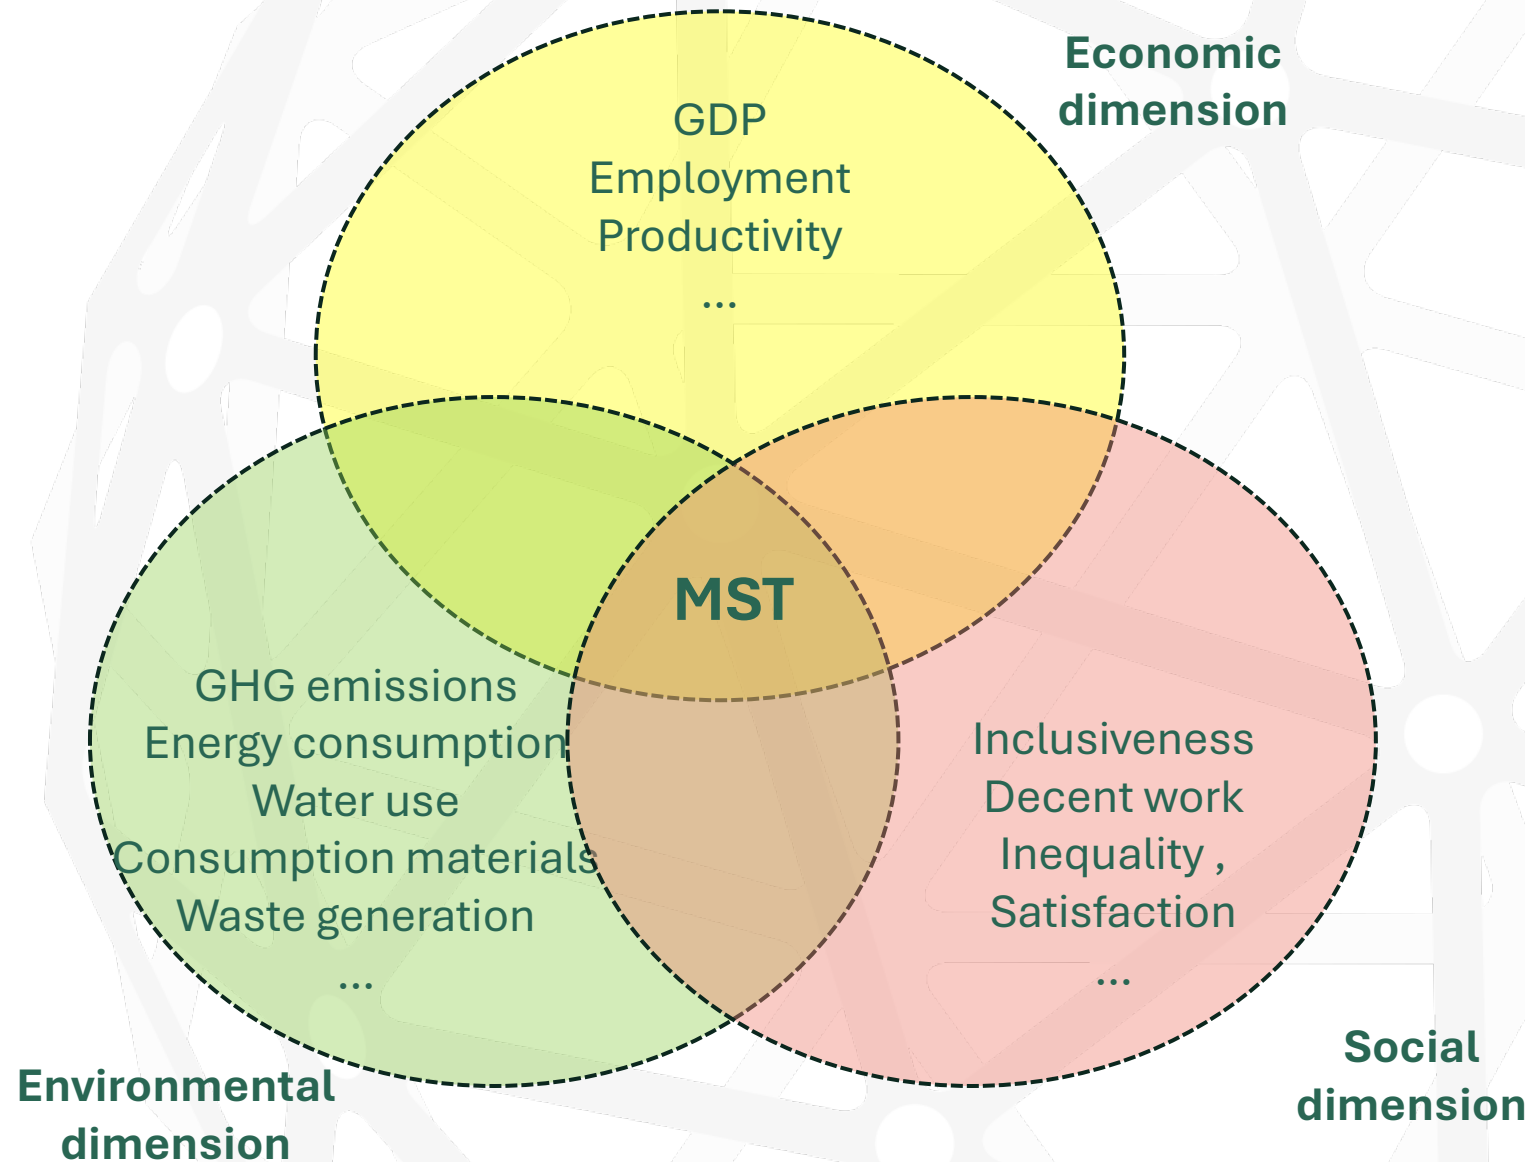 Economic
dimension
GDP
Employment
Productivity
...
MST
GHG emissions
Energy consumption
Water use
Consumption materials
Waste generation
...
Inclusiveness
Decent work
Inequality ,
Satisfaction
...
Environmental
dimension
Social
dimension